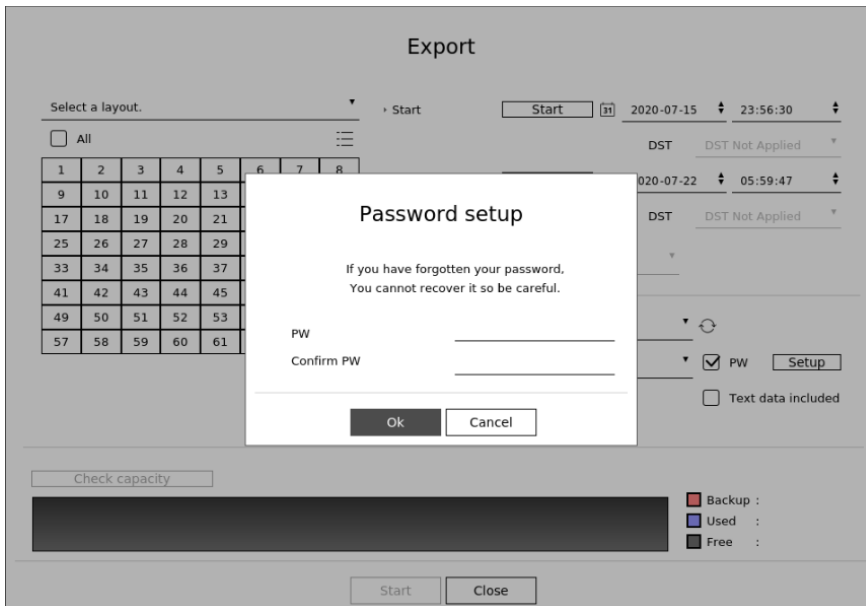 Export
Select a layout.
Start
Start
31
2020-07-15
23:56:30
All
DST
DST Not Applied
1 2 3 4 5 6 7 8
9 10 11 12 13
020-07-22
05:59:47
17 18 19 20 21
DST
DST Not Applied
25 26 27 28 29
33 34 35 36 37
41 42 43 44 45
49 50 51 52 53
57 58 59 60 61
Password setup
If you have forgotten your password,
You cannot recover it so be careful.
PW
Confirm PW
Ok
Cancel
PW
Setup
Text data included
Check capacity
Backup :
Used :
Free :
Start
Close